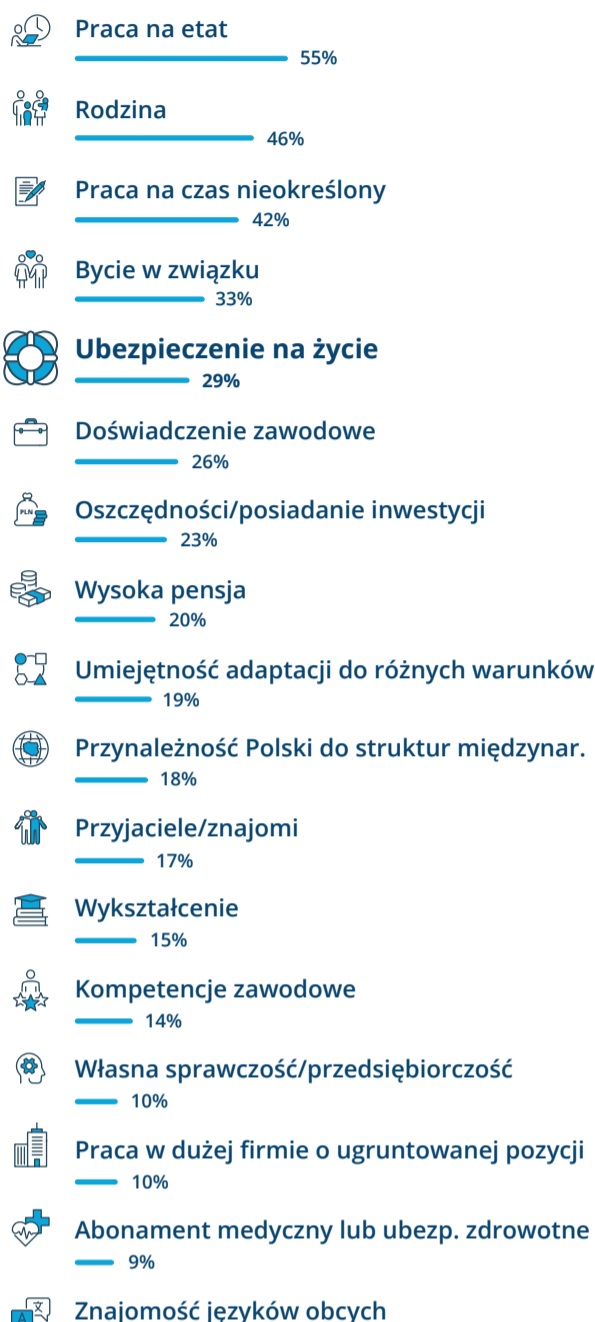 Praca na etat
55%
Rodzina
46%
Praca na czas nieokreślony
42%
Bycie w związku
33%
Ubezpieczenie na życie
29%
Doświadczenie zawodowe
26%
PLN
Oszczędności/posiadanie inwestycji
23%
Wysoka pensja
20%
Umiejętność adaptacji do różnych warunków
19%
Przynależność Polski do struktur międzynar.
18%
Przyjaciele/znajomi
17%
Wykształcenie
15%
Kompetencje zawodowe
14%
Własna sprawczość/przedsiębiorczość
10%
Praca w dużej firmie o ugruntowanej pozycji
10%
Abonament medyczny lub ubezp. zdrowotne
9%
文
A
Znajomość języków obcych